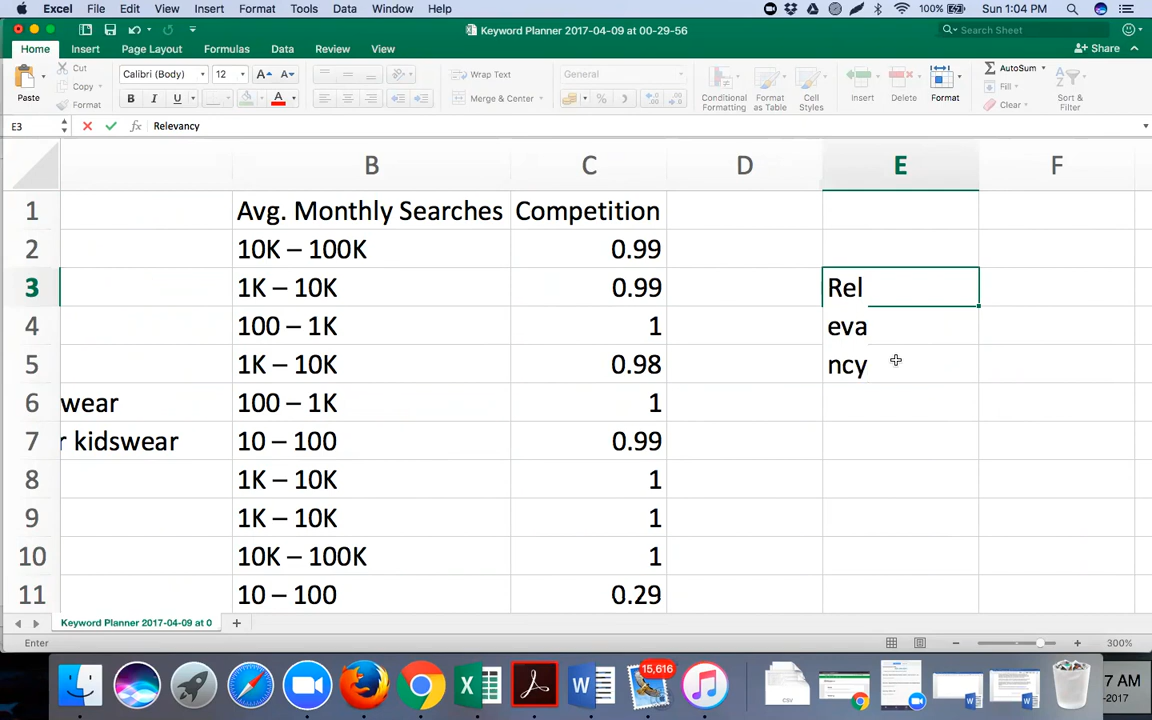 Excel File Edit View Insert Format Tools Data Window Help 100% Sun 1:04 PM
Keyword Planner 2017-04-09 at 00-29-56
Search Sheet
Home Insert Page Layout Formulas Data Review View
Share
Paste
Cut
Copy
Format
Calibri (Body) 12
A A
B I U A
Wrap Text
Merge & Center
General
%
Conditional Formatting
Format as Table
Cell Styles
Insert
Delete
Format
AutoSum
Fill
Clear
Sort & Filter
E3 fx Relevancy
B C D E F
1 Avg. Monthly Searches Competition
2 10K – 100K 0.99
3 1K – 10K 0.99 Rel
4 100 – 1K 1 eva
5 1K – 10K 0.98 ncy
6 wear 100 – 1K 1
7 r kidswear 10 – 100 0.99
8 1K – 10K 1
9 1K – 10K 1
10 10K – 100K 1
11 10 – 100 0.29
Keyword Planner 2017-04-09 at 0
Enter 300%
15,616
CSV
7 AM
-2017